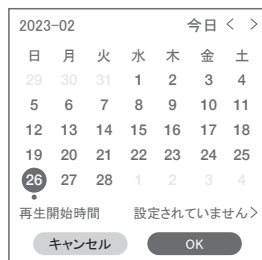 2023-02 今日 < >
日 月 火 水 木 金 土
29 30 31 1 2 3 4
5 6 7 8 9 10 11
12 13 14 15 16 17 18
19 20 21 22 23 24 25
26 27 28 1 2 3 4
再生開始時間 設定されていません>
キャンセル OK